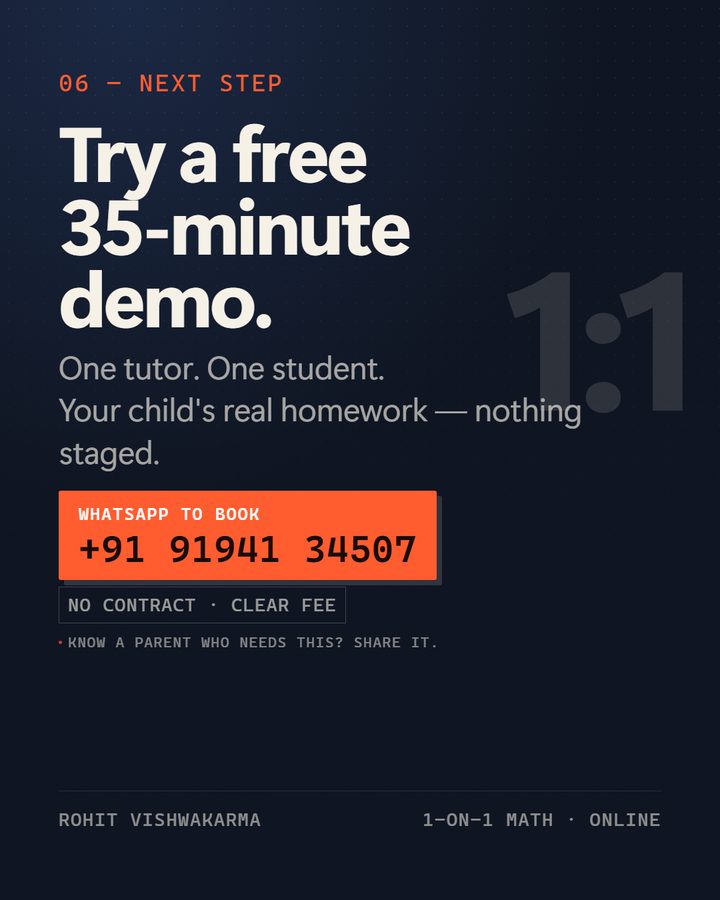 06 — NEXT STEP
Try a free
35-minute
demo.
1:1
One tutor. One student.
Your child's real homework — nothing
staged.
WHATSAPP TO BOOK
+91 91941 34507
NO CONTRACT · CLEAR FEE
• KNOW A PARENT WHO NEEDS THIS? SHARE IT.
ROHIT VISHWAKARMA
1-ON-1 MATH · ONLINE